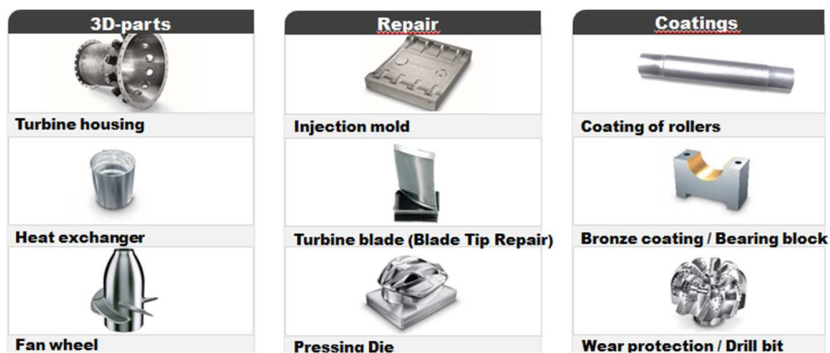 3D-parts
Turbine housing
Heat exchanger
Fan wheel
Repair
Injection mold
Turbine blade (Blade Tip Repair)
Pressing Die
Coatings
Coating of rollers
Bronze coating / Bearing block
Wear protection / Drill bit